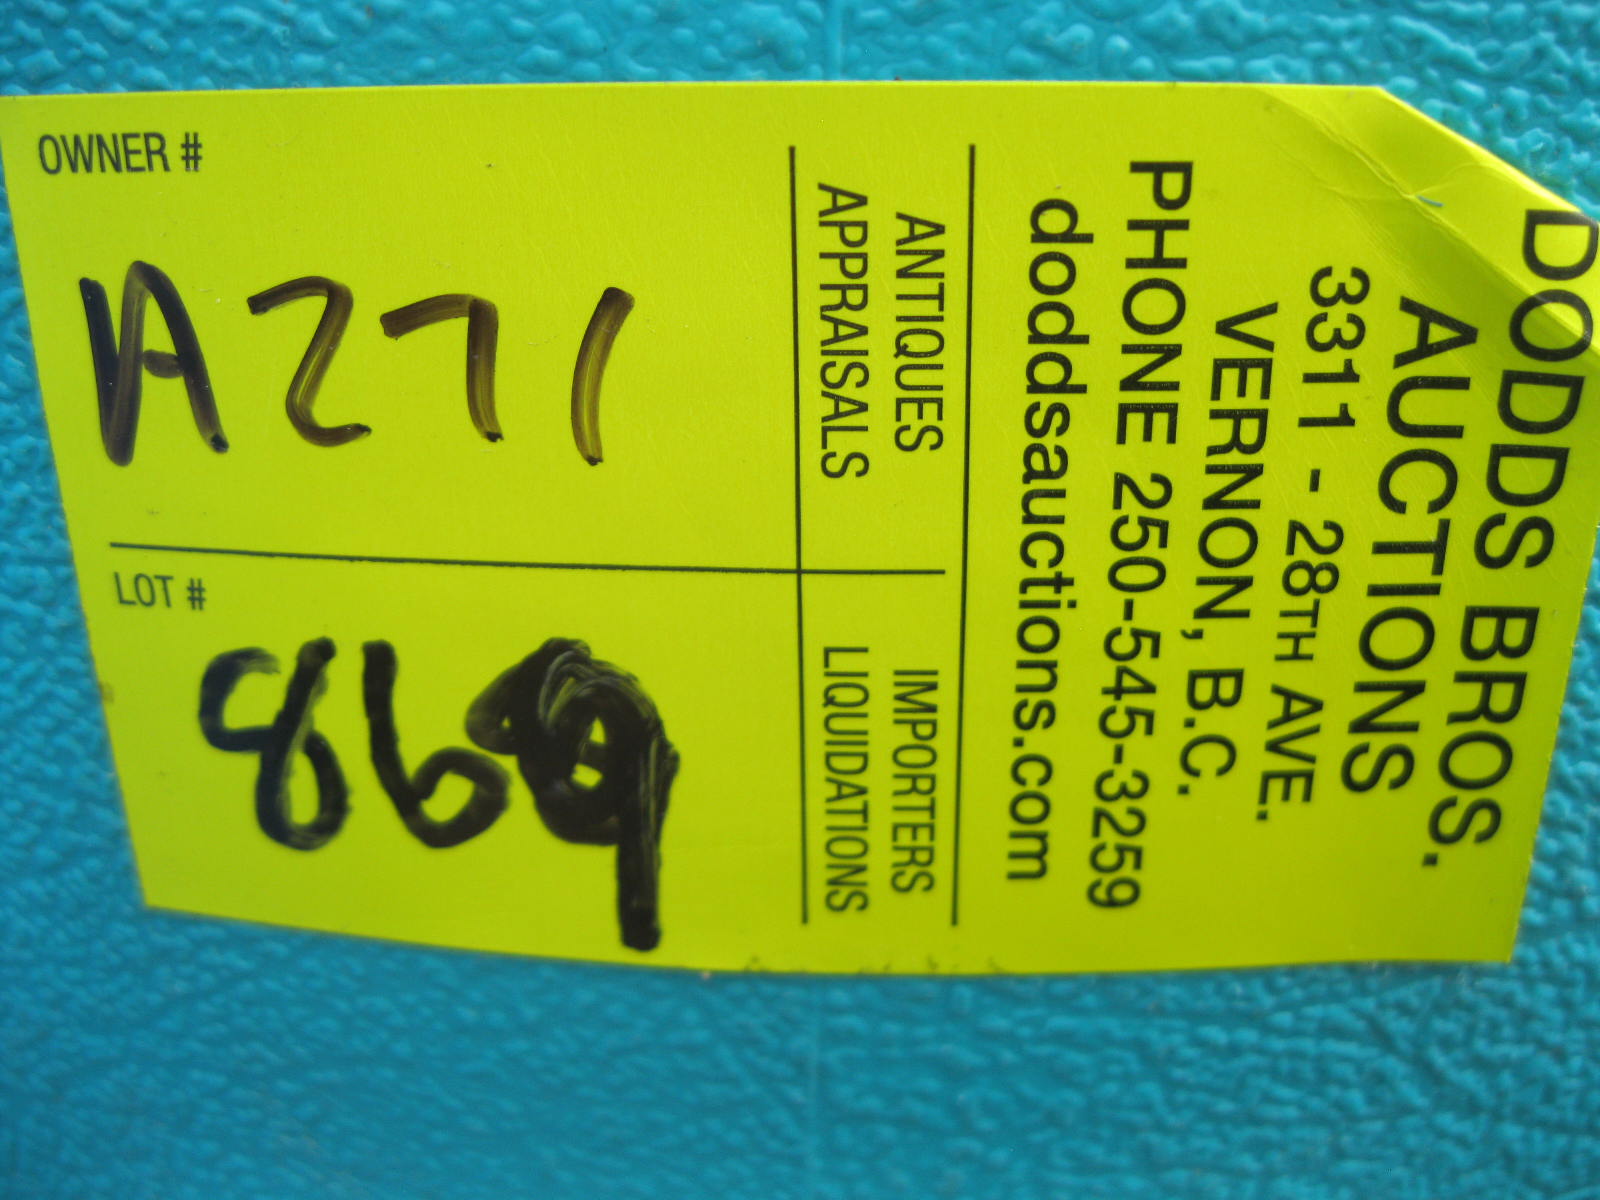 DODDS BROS.
AUCTIONS
3311 - 28TH AVE.
VERNON, B.C.
PHONE 250-545-3259
doddsauctions.com
ANTIQUES
APPRAISALS
IMPORTERS
LIQUIDATIONS
OWNER #
A271
LOT #
869